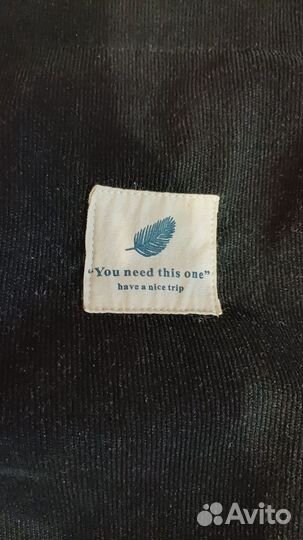 “You need this one”
have a nice trip
Avito